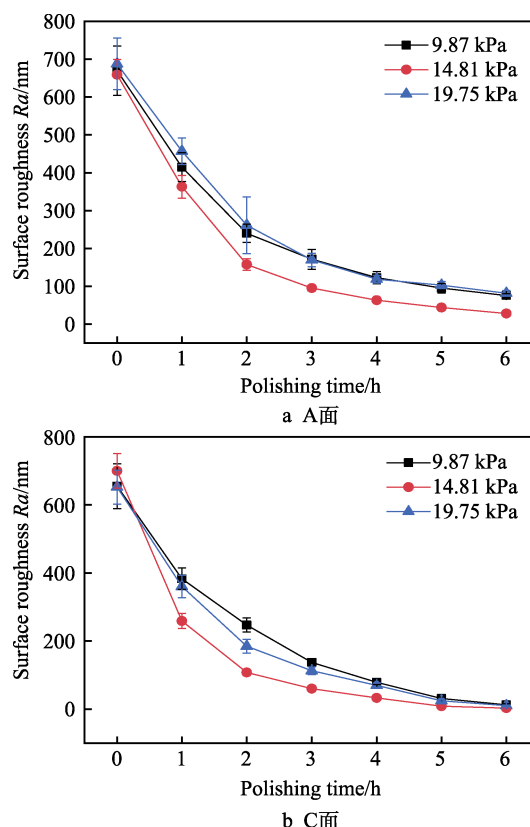 800
700
600
500
400
300
200
100
0
Surface roughness Ra/nm
9.87 kPa
14.81 kPa
19.75 kPa
0 1 2 3 4 5 6
Polishing time/h
a A面
800
600
400
200
0
Surface roughness Ra/nm
9.87 kPa
14.81 kPa
19.75 kPa
0 1 2 3 4 5 6
Polishing time/h
b C面